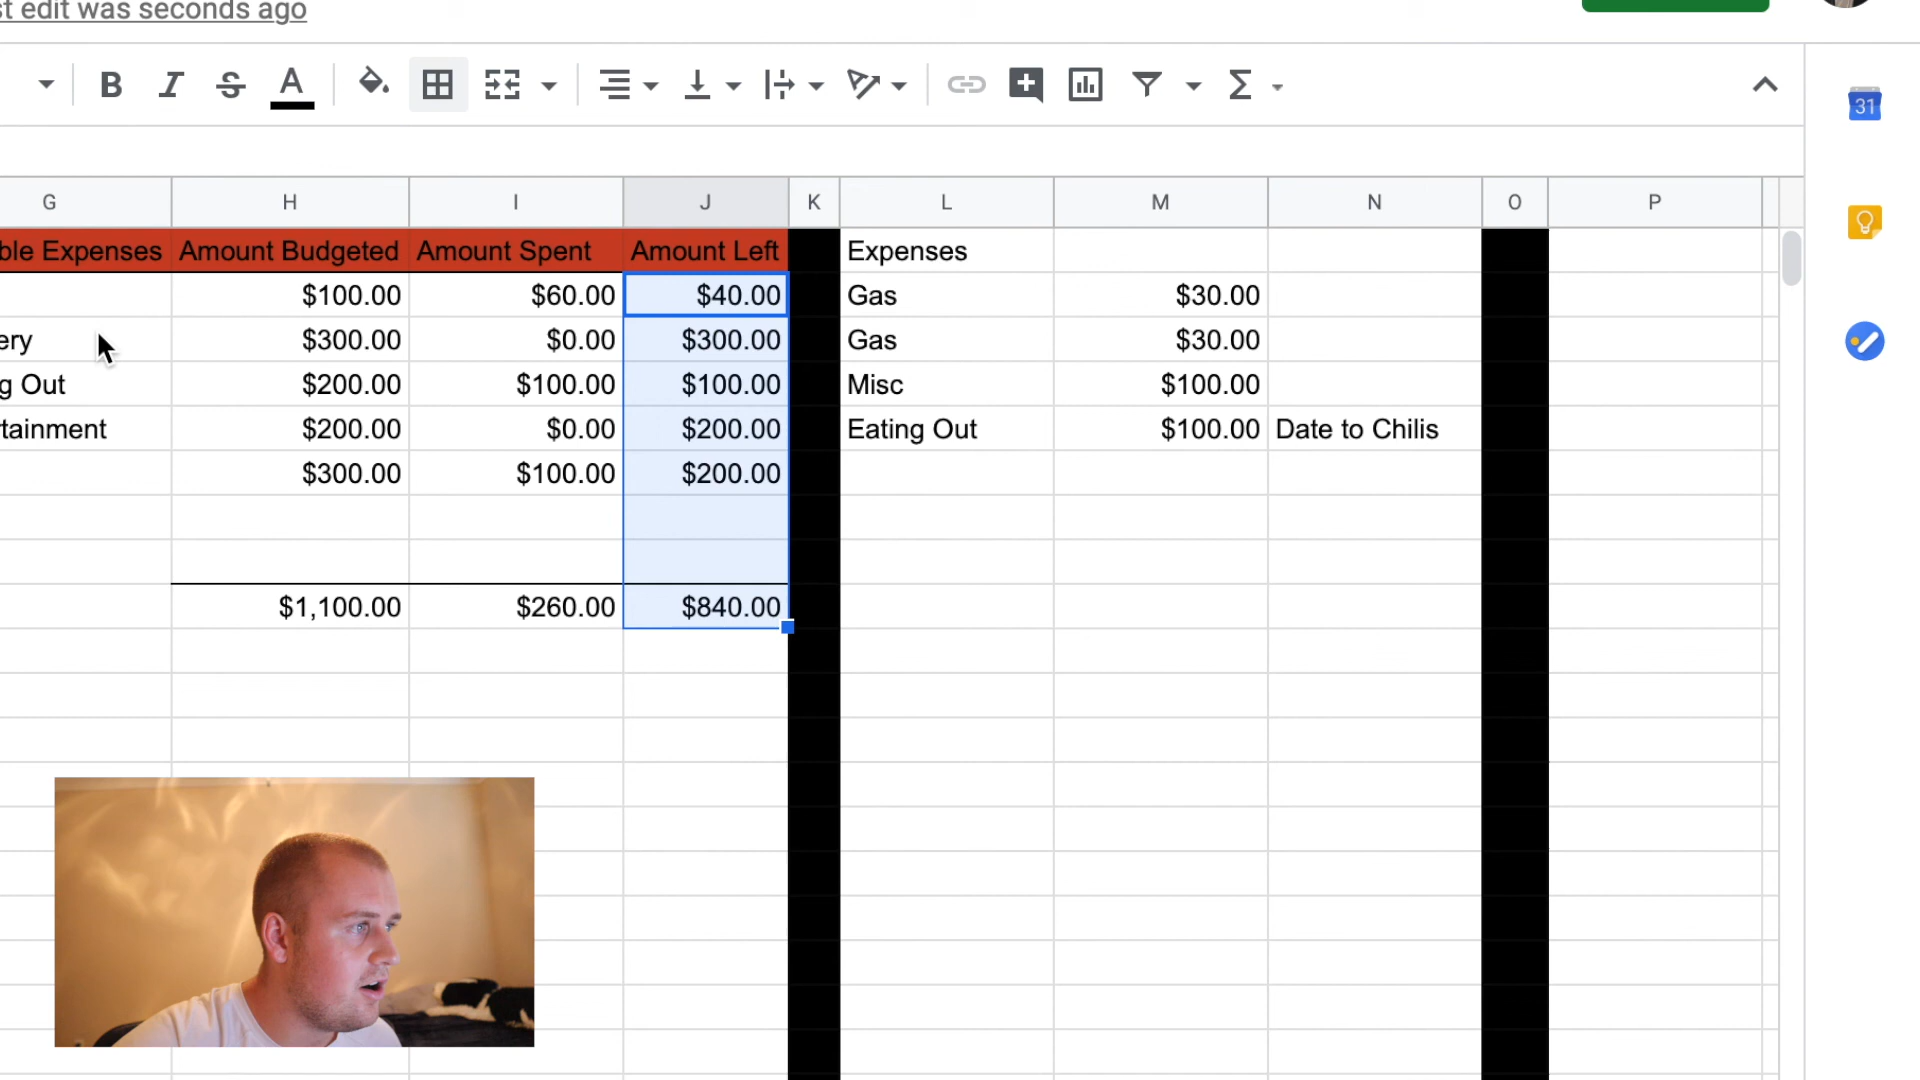 st edit was seconds ago
B I S A Σ
31
G H I J K L M N O P
ble Expenses Amount Budgeted Amount Spent Amount Left Expenses
$100.00 $60.00 $40.00 Gas $30.00
ery $300.00 $0.00 $300.00 Gas $30.00
g Out $200.00 $100.00 $100.00 Misc $100.00
tainment $200.00 $0.00 $200.00 Eating Out $100.00 Date to Chilis
$300.00 $100.00 $200.00
$1,100.00 $260.00 $840.00